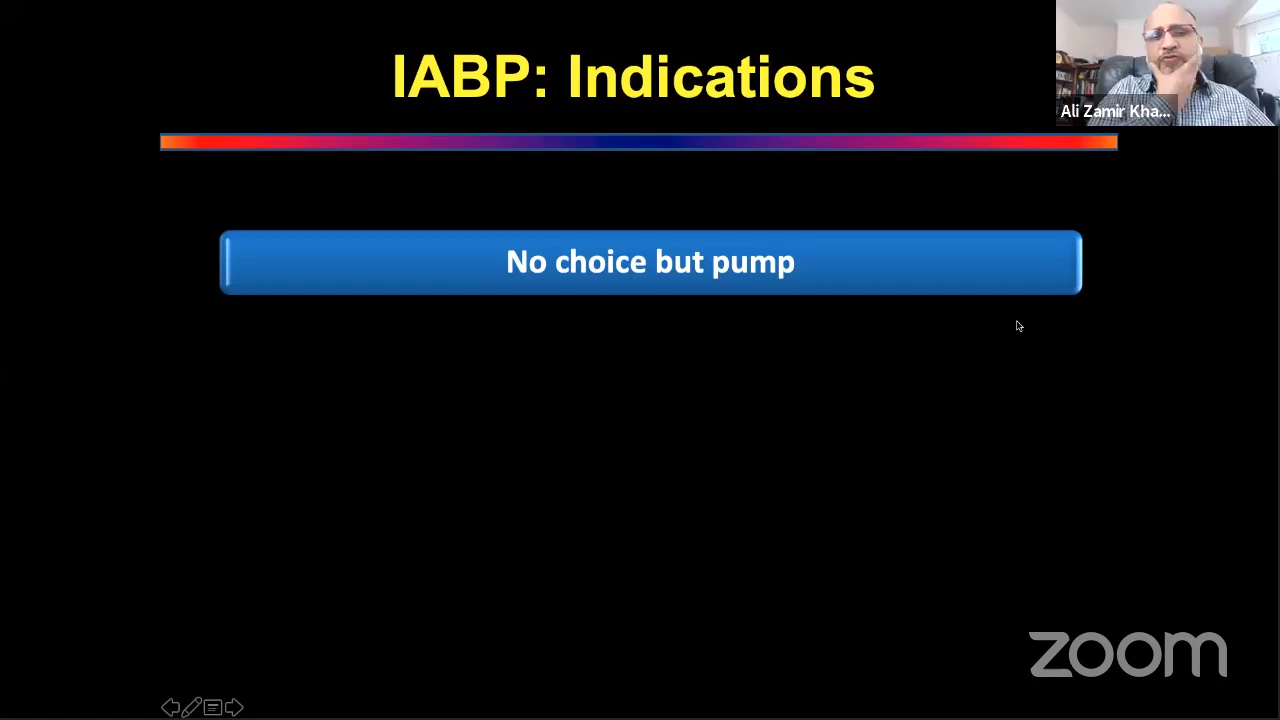 IABP: Indications
Ali Zamir Kha...
No choice but pump
zoom